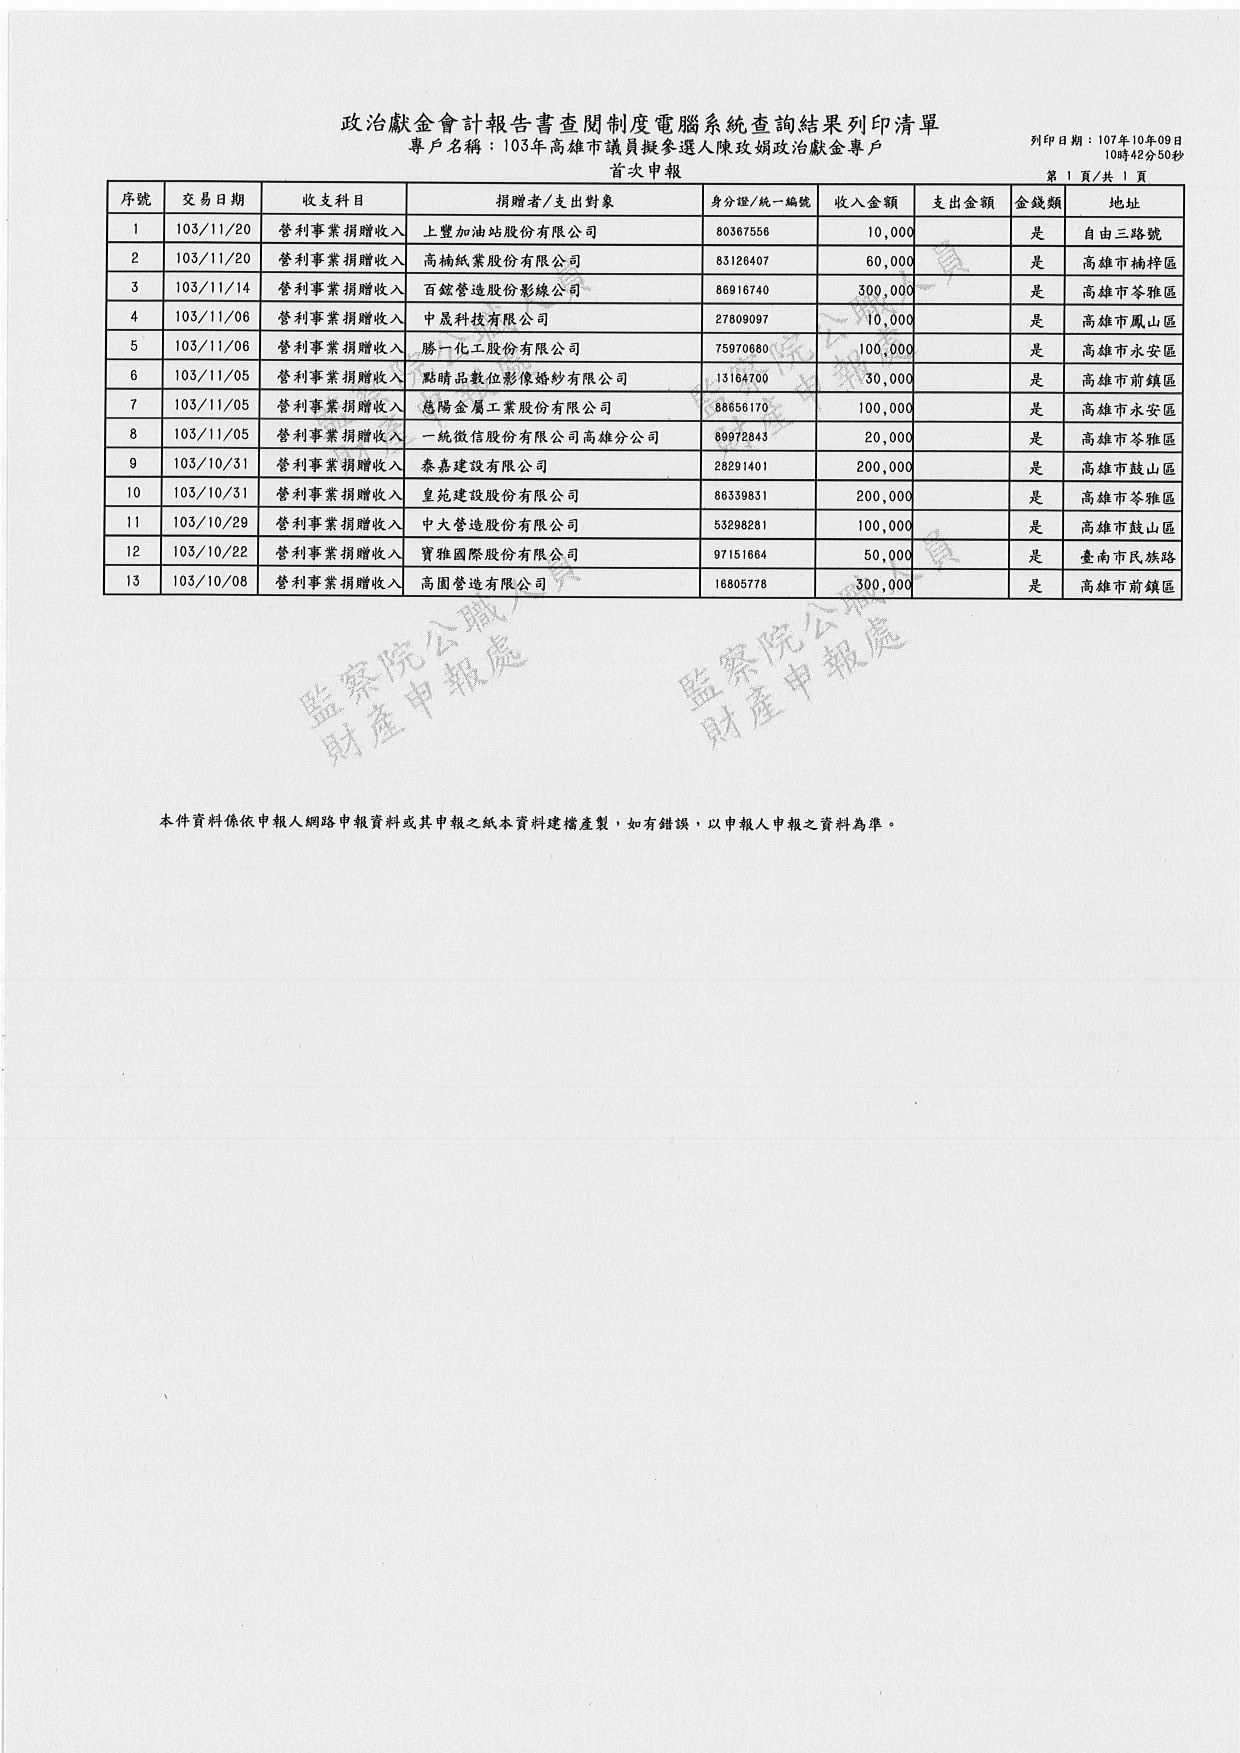 政治獻金會計報告書查閱制度電腦系統查詢結果列印清單
專戶名稱：103年高雄市議員擬參選人陳玫娟政治獻金專戶
首次申報
列印日期：107年10年09日
10時42分50秒
第 1 頁/共 1 頁
序號 交易日期 收支科目 捐贈者/支出對象 身分證/統一編號 收入金額 支出金額 金錢類 地址
1 103/11/20 營利事業捐贈收入 上豐加油站股份有限公司 80367556 10,000 是 自由三路號
2 103/11/20 營利事業捐贈收入 高楠紙業股份有限公司 83126407 60,000 是 高雄市楠梓區
3 103/11/14 營利事業捐贈收入 百鋐營造股份影線公司 86916740 300,000 是 高雄市苓雅區
4 103/11/06 營利事業捐贈收入 中晟科技有限公司 27809097 10,000 是 高雄市鳳山區
5 103/11/06 營利事業捐贈收入 勝一化工股份有限公司 75970680 100,000 是 高雄市永安區
6 103/11/05 營利事業捐贈收入 點睛品數位影像婚紗有限公司 13164700 30,000 是 高雄市前鎮區
7 103/11/05 營利事業捐贈收入 慈陽金屬工業股份有限公司 88656170 100,000 是 高雄市永安區
8 103/11/05 營利事業捐贈收入 一統徵信股份有限公司高雄分公司 89972843 20,000 是 高雄市苓雅區
9 103/10/31 營利事業捐贈收入 泰嘉建設有限公司 28291401 200,000 是 高雄市鼓山區
10 103/10/31 營利事業捐贈收入 皇苑建設股份有限公司 86339831 200,000 是 高雄市苓雅區
11 103/10/29 營利事業捐贈收入 中大營造股份有限公司 53298281 100,000 是 高雄市鼓山區
12 103/10/22 營利事業捐贈收入 寶雅國際股份有限公司 97151664 50,000 是 臺南市民族路
13 103/10/08 營利事業捐贈收入 高園營造有限公司 16805778 300,000 是 高雄市前鎮區
監察院公職人員
財產申報處
監察院公職人員
財產申報處
監察院公職人員
財產申報處
監察院公職人員
財產申報處
本件資料係依申報人網路申報資料或其申報之紙本資料建檔產製，如有錯誤，以申報人申報之資料為準。